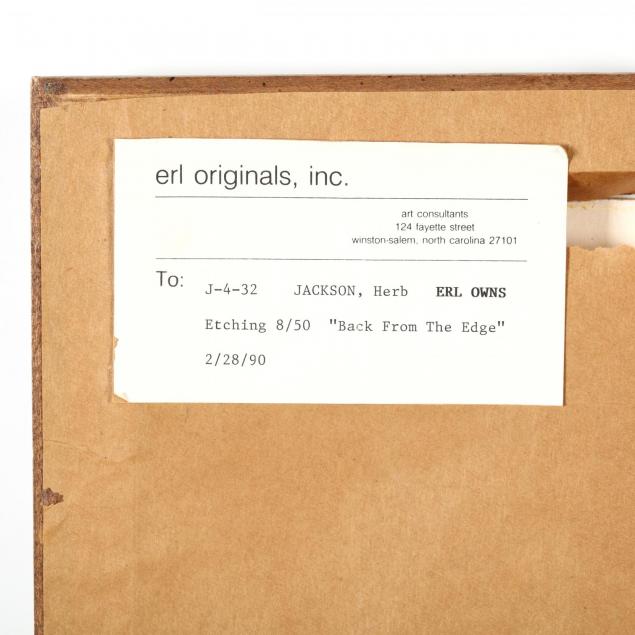 erl originals, inc.
art consultants
124 fayette street
winston-salem, north carolina 27101
To:
J-4-32 JACKSON, Herb ERL OWNS
Etching 8/50 "Back From The Edge"
2/28/90